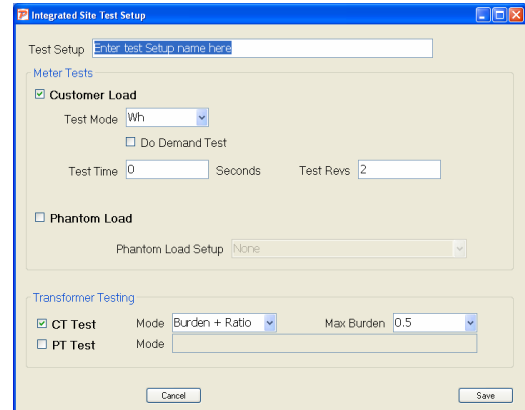 Integrated Site Test Setup
Test Setup Enter test Setup name here
Meter Tests
Customer Load
Test Mode Wh
Do Demand Test
Test Time 0 Seconds Test Revs 2
Phantom Load
Phantom Load Setup None
Transformer Testing
CT Test Mode Burden + Ratio Max Burden 0.5
PT Test Mode
Cancel Save